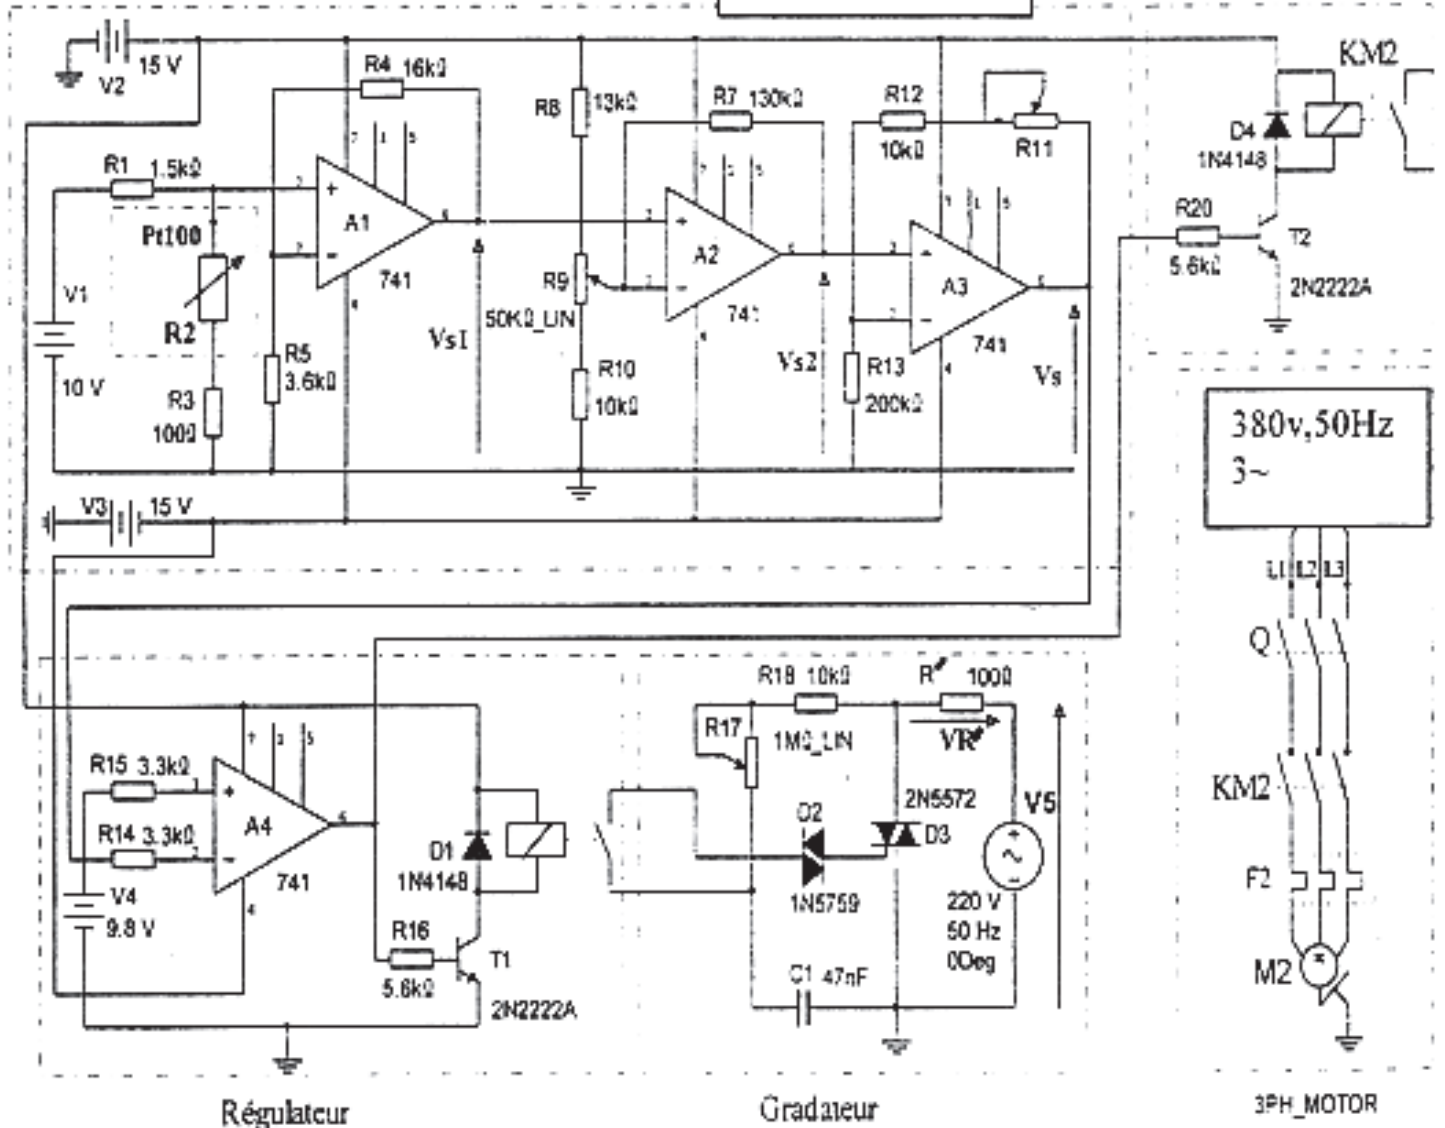 15 V
V2
R4 16kΩ
R8 13kΩ
R7 130kΩ
R12
10kΩ
R11
KM2
D4
1N4148
R1 1.5kΩ
7 1 5
Pt100
A1
741
R2
V1
10 V
R3
100Ω
R5
3.6kΩ
Vs1
R9
50KΩ_LIN
R10
10kΩ
A2
741
Vs2
A3
741
R13
200kΩ
Vs
R20
5.6kΩ
T2
2N2222A
V3 15 V
380v,50Hz
3~
L1 L2 L3
Q
KM2
F2
M2
3PH_MOTOR
R15 3.3kΩ
R14 3.3kΩ
A4
741
V4
9.8 V
D1
1N4148
R16
5.6kΩ
T1
2N2222A
Régulateur
R18 10kΩ
R17
1MΩ_LIN
100Ω
2N5572
D3
1N5759
V5
220 V
50 Hz
0Deg
C1 47nF
Gradateur